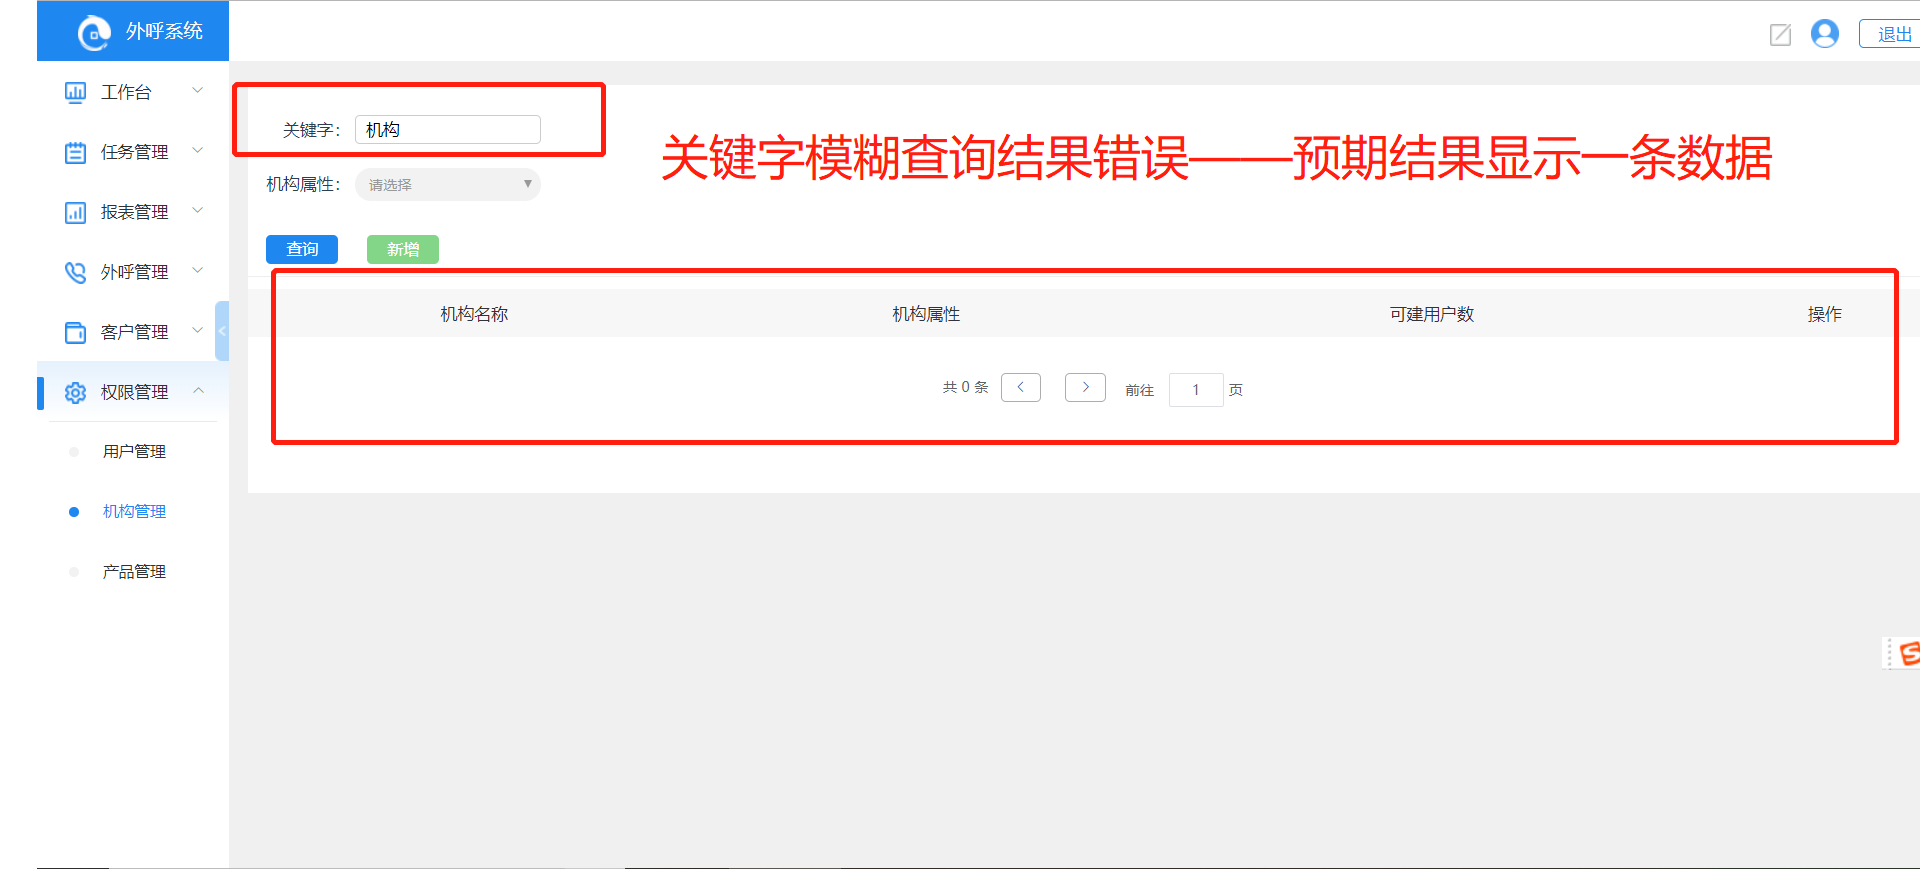 外呼系统
退出
工作台
任务管理
报表管理
外呼管理
客户管理
权限管理
用户管理
机构管理
产品管理
关键字： 机构
关键字模糊查询结果错误——预期结果显示一条数据
机构属性： 请选择
查询 新增
机构名称 机构属性 可建用户数 操作
共 0 条 前往 1 页